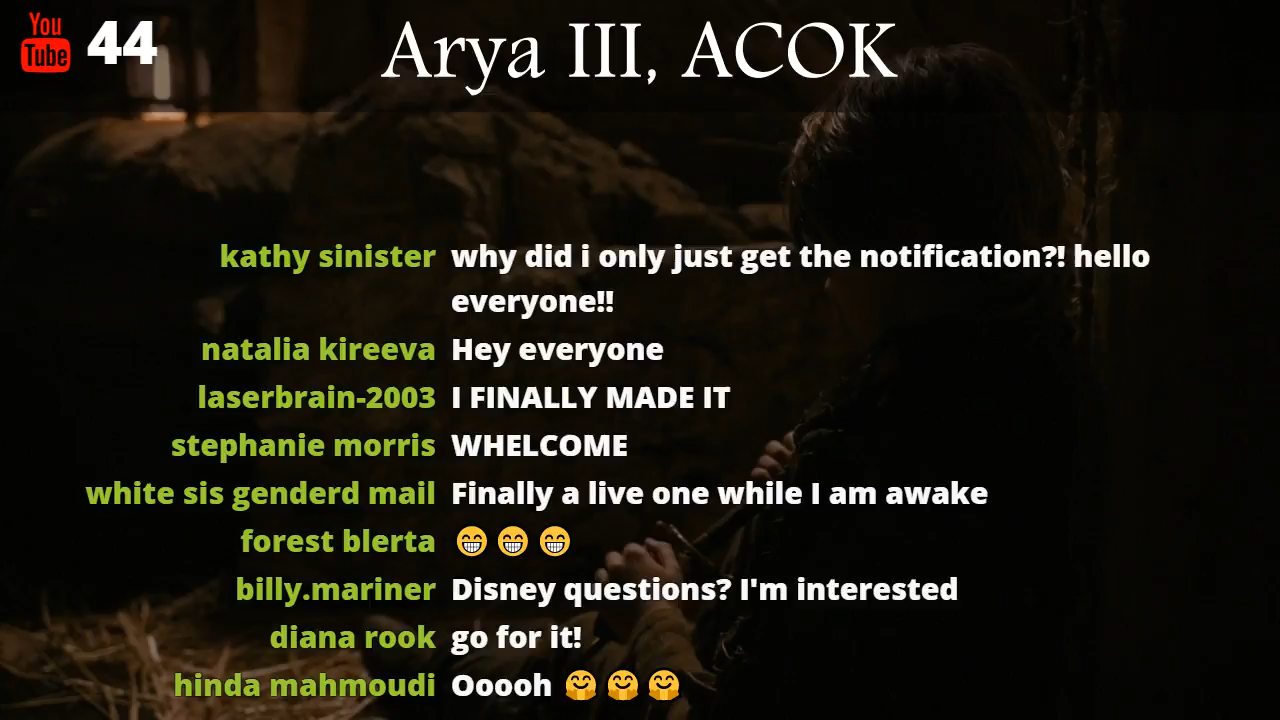 You
Tube 44
Arya III, ACOK
kathy sinister why did i only just get the notification?! hello
everyone!!
natalia kireeva Hey everyone
laserbrain-2003 I FINALLY MADE IT
stephanie morris WHELCOME
white sis genderd mail Finally a live one while I am awake
forest blerta 😁 😁 😁
billy.mariner Disney questions? I'm interested
diana rook go for it!
hinda mahmoudi Ooooh 🤗 🤗 🤗